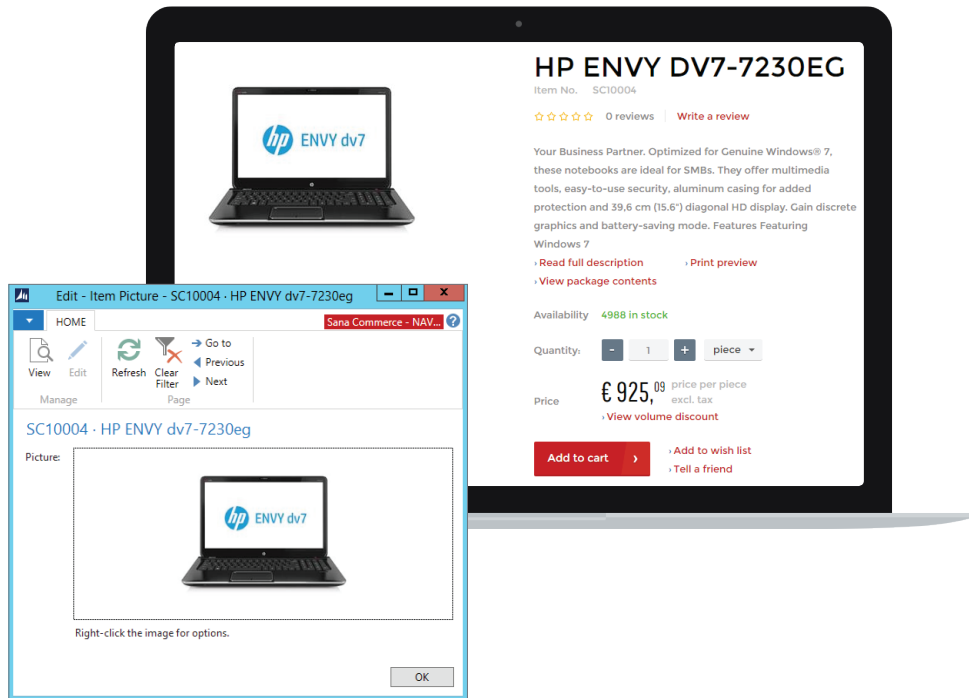 HP ENVY DV7-7230EG
Item No. SC10004
0 reviews Write a review
Your Business Partner. Optimized for Genuine Windows® 7,
these notebooks are ideal for SMBs. They offer multimedia
tools, easy-to-use security, aluminum casing for added
protection and 39,6 cm (15.6") diagonal HD display. Gain discrete
graphics and battery-saving mode. Features Featuring
Windows 7
› Read full description › Print preview
› View package contents
Availability 4988 in stock
Quantity: - 1 + piece
Price € 925,09 price per piece
excl. tax
› View volume discount
Add to cart ›
› Add to wish list
› Tell a friend
hp ENVY dv7
Edit - Item Picture - SC10004 · HP ENVY dv7-7230eg
HOME
Sana Commerce - NAV...
View Edit Refresh Clear Filter
Go to
Previous
Next
Manage Page
SC10004 · HP ENVY dv7-7230eg
Picture:
hp ENVY dv7
Right-click the image for options.
OK